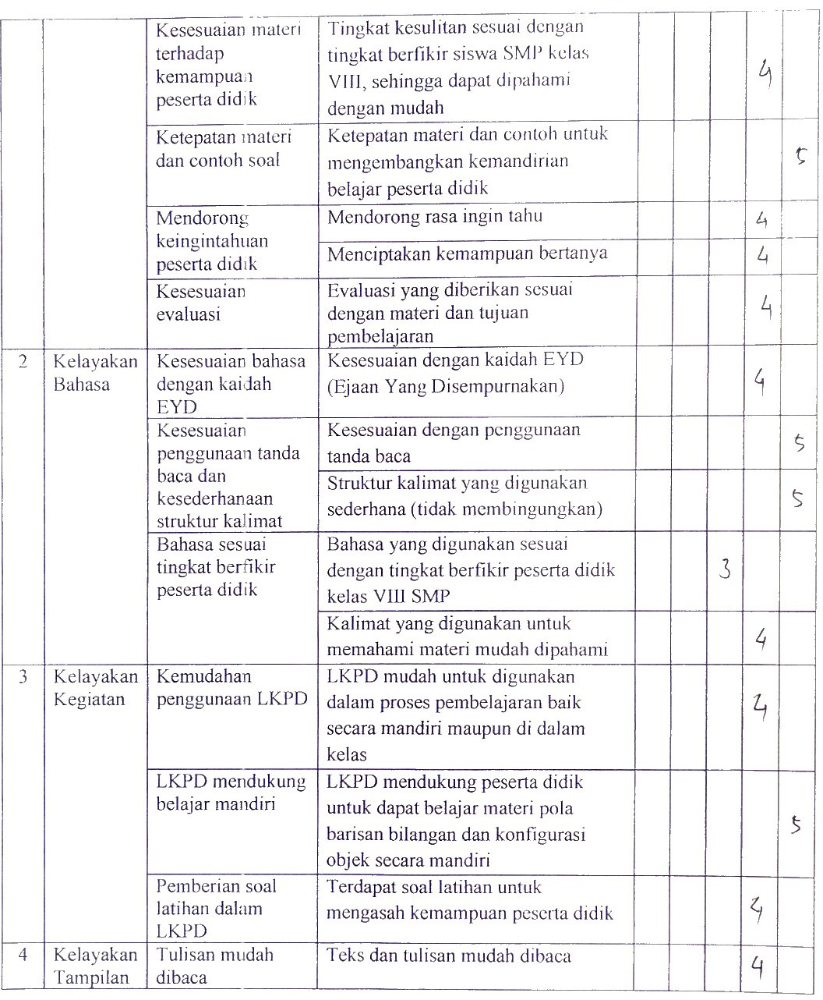 Kesesuaian materi
terhadap
kemampuan
peserta didik
Tingkat kesulitan sesuai dengan
tingkat berfikir siswa SMP kelas
VIII, sehingga dapat dipahami
dengan mudah
4
Ketepatan materi
dan contoh soal
Ketepatan materi dan contoh untuk
mengembangkan kemandirian
belajar peserta didik
5
Mendorong
keingintahuan
peserta didik
Mendorong rasa ingin tahu
4
Menciptakan kemampuan bertanya
4
Kesesuaian
evaluasi
Evaluasi yang diberikan sesuai
dengan materi dan tujuan
pembelajaran
4
2
Kelayakan
Bahasa
Kesesuaian bahasa
dengan kaidah
EYD
Kesesuaian dengan kaidah EYD
(Ejaan Yang Disempurnakan)
4
Kesesuaian
penggunaan tanda
baca dan
kesederhanaan
struktur kalimat
Kesesuaian dengan penggunaan
tanda baca
5
Struktur kalimat yang digunakan
sederhana (tidak membingungkan)
5
Bahasa sesuai
tingkat berfikir
peserta didik
Bahasa yang digunakan sesuai
dengan tingkat berfikir peserta didik
kelas VIII SMP
3
Kalimat yang digunakan untuk
memahami materi mudah dipahami
4
3
Kelayakan
Kegiatan
Kemudahan
penggunaan LKPD
LKPD mudah untuk digunakan
dalam proses pembelajaran baik
secara mandiri maupun di dalam
kelas
4
LKPD mendukung
belajar mandiri
LKPD mendukung peserta didik
untuk dapat belajar materi pola
barisan bilangan dan konfigurasi
objek secara mandiri
5
Pemberian soal
latihan dalam
LKPD
Terdapat soal latihan untuk
mengasah kemampuan peserta didik
4
4
Kelayakan
Tampilan
Tulisan mudah
dibaca
Teks dan tulisan mudah dibaca
4